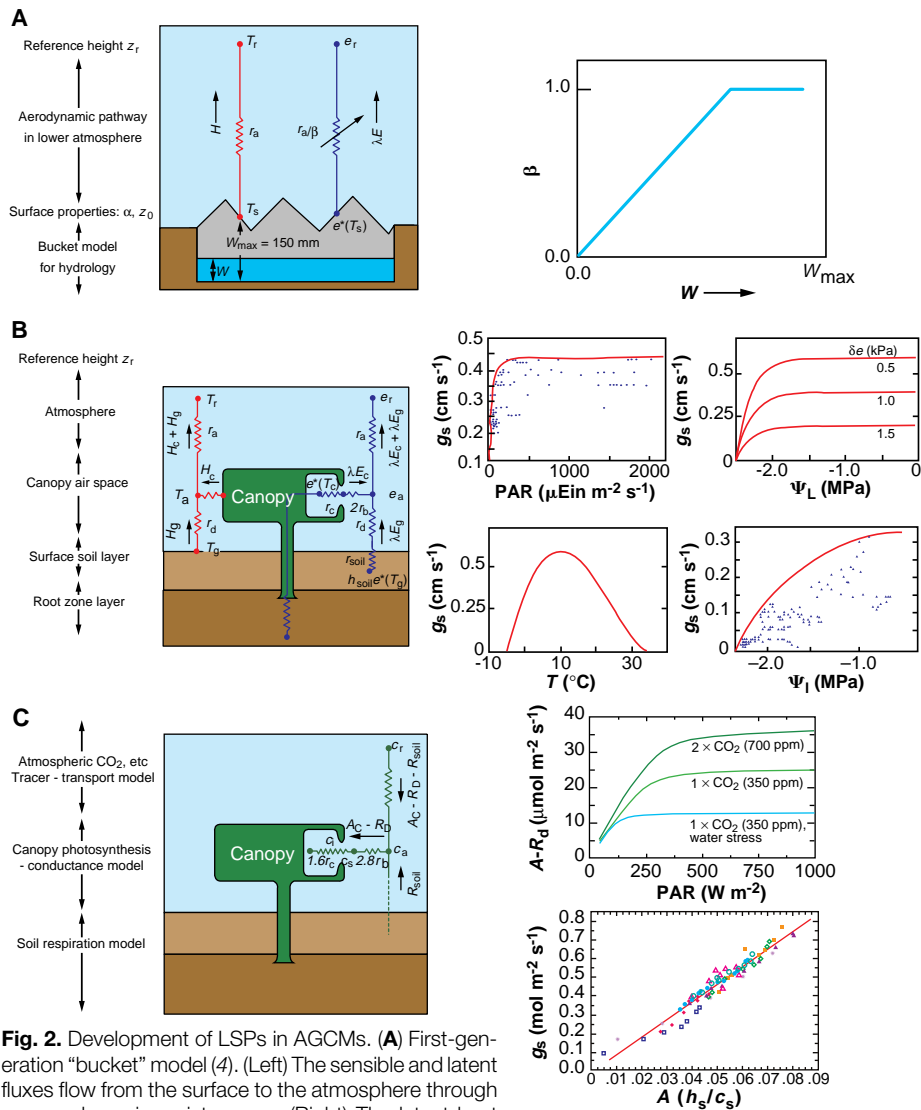 A
Reference height zr
Aerodynamic pathway
in lower atmosphere
Surface properties: α, z0
Bucket model
for hydrology
Tr
er
H
ra
ra/β
λE
Ts
e*(Ts)
Wmax = 150 mm
W
1.0
β
0.0
0.0
Wmax
W
B
Reference height zr
Atmosphere
Canopy air space
Surface soil layer
Root zone layer
Tr
er
Hc + Hg
ra
ra
λEc + λEg
Hc
e*(Tc)
λEc
Ta
Canopy
ea
rc
2rb
Hg
rd
rd
λEg
Tg
rsoil
hsoil e*(Tg)
gs (cm s-1)
0.5
0.4
0.3
0.2
0.1
0
500
1000
1500
2000
PAR (μEin m-2 s-1)
gs (cm s-1)
0.5
0.25
0
δe (kPa)
0.5
1.0
1.5
−2.0
−1.0
0
ΨL (MPa)
gs (cm s-1)
0.5
0.25
0
-10
10
30
T (°C)
gs (cm s-1)
0.3
0.2
0.1
0
−2.0
−1.0
Ψl (MPa)
C
Atmospheric CO2, etc
Tracer - transport model
Canopy photosynthesis
- conductance model
Soil respiration model
cr
AC - RD - Rsoil
AC - RD
Canopy
ci
1.6rc
cs
2.8rb
ca
Rsoil
A-Rd (μmol m-2 s-1)
40
30
20
10
0
2 × CO2 (700 ppm)
1 × CO2 (350 ppm)
1 × CO2 (350 ppm),
water stress
0
250
500
750
1000
PAR (W m-2)
gs (mol m-2 s-1)
0.8
0.7
0.6
0.5
0.4
0.3
0.2
0.1
0.0
0 .01 .02 .03 .04 .05 .06 .07 .08 .09
A (hs/cs)
Fig. 2. Development of LSPs in AGCMs. (A) First-gen-
eration “bucket” model (4). (Left) The sensible and latent
fluxes flow from the surface to the atmosphere through